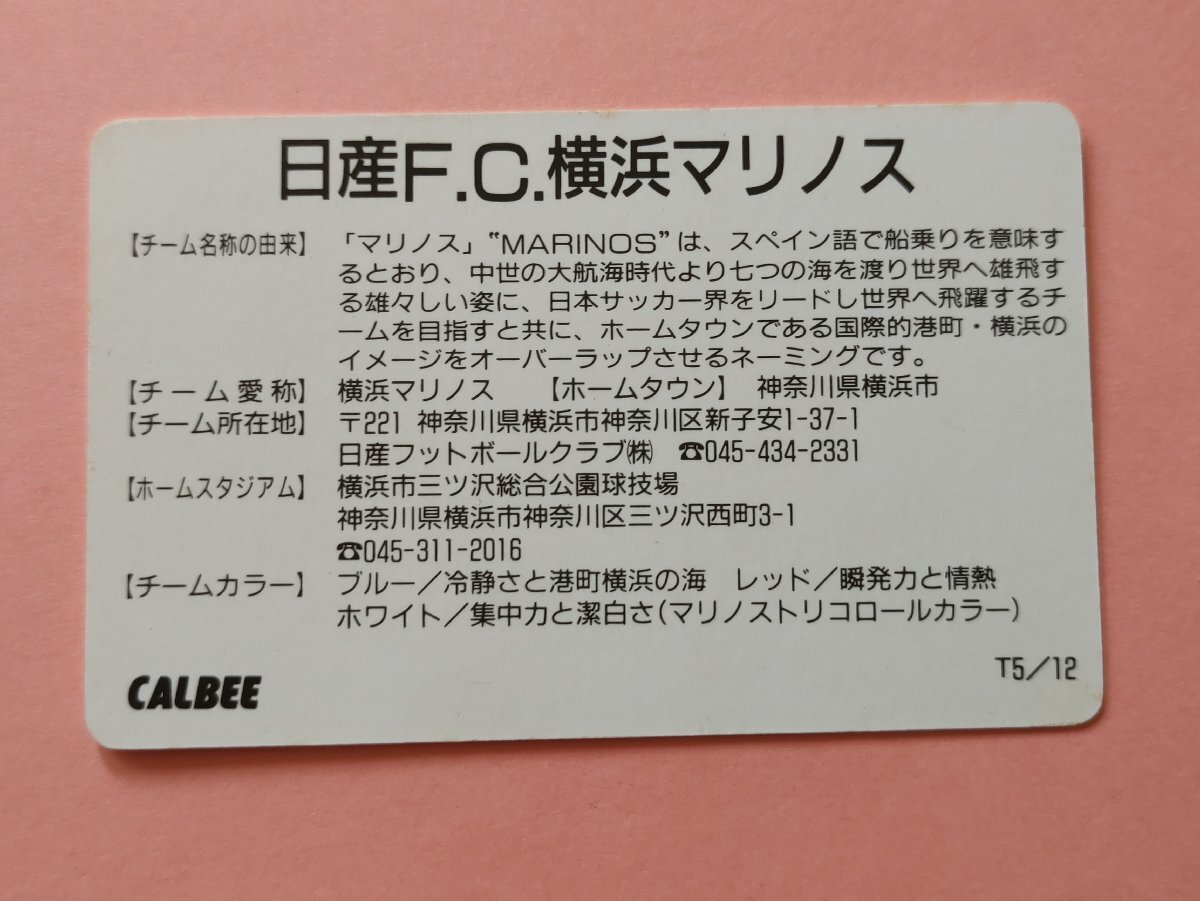 日産F.C.横浜マリノス
【チーム名称の由来】 「マリノス」“MARINOS”は、スペイン語で船乗りを意味す
るとおり、中世の大航海時代より七つの海を渡り世界へ雄飛す
る雄々しい姿に、日本サッカー界をリードし世界へ飛躍するチ
ームを目指すと共に、ホームタウンである国際的港町・横浜の
イメージをオーバーラップさせるネーミングです。
【チーム愛称】 横浜マリノス 【ホームタウン】 神奈川県横浜市
【チーム所在地】 〒221 神奈川県横浜市神奈川区新子安1-37-1
日産フットボールクラブ㈱ ☎045-434-2331
【ホームスタジアム】 横浜市三ツ沢総合公園球技場
神奈川県横浜市神奈川区三ツ沢西町3-1
☎045-311-2016
【チームカラー】 ブルー／冷静さと港町横浜の海 レッド／瞬発力と情熱
ホワイト／集中力と潔白さ(マリノストリコロールカラー)
CALBEE
T5／12